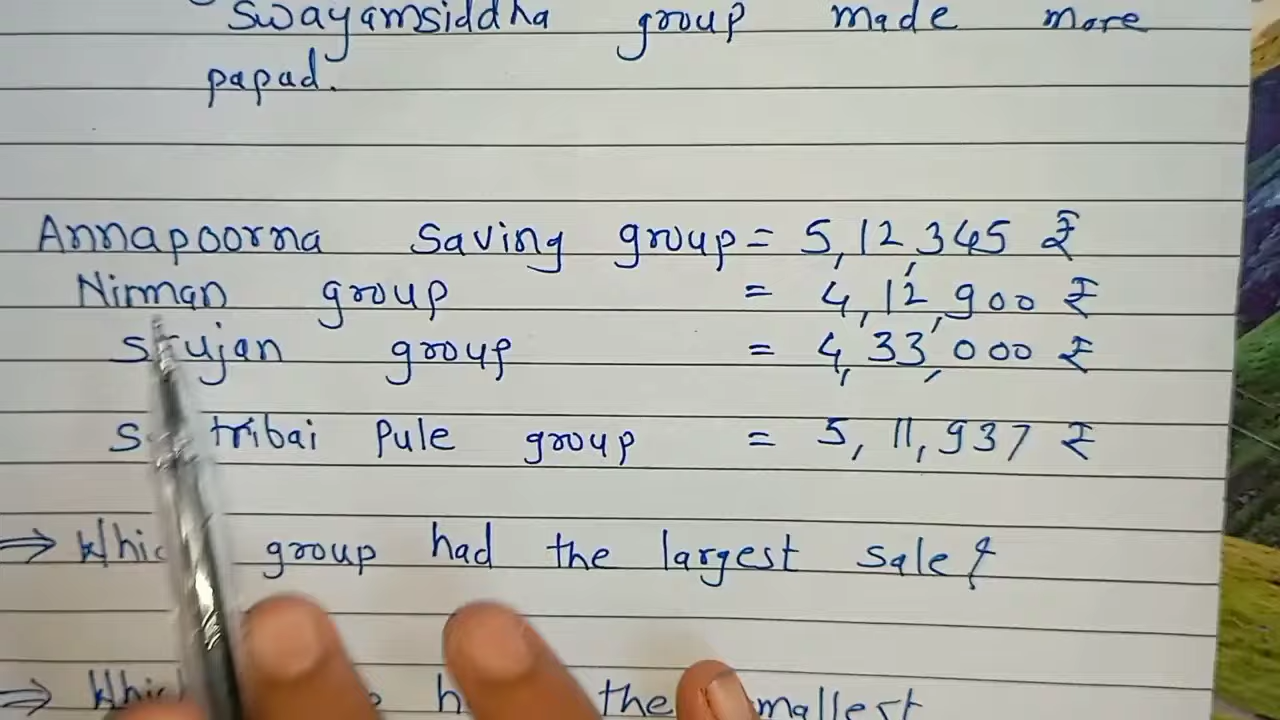 Swayamsiddha group made more
papad.
Annapoorna Saving group = 5,12,345 ₹
Nirman group = 4,12,900 ₹
Srujan group = 4,33,000 ₹
tribai Pule group = 5,11,937 ₹
⇒ group had the largest sale?
⇒ the